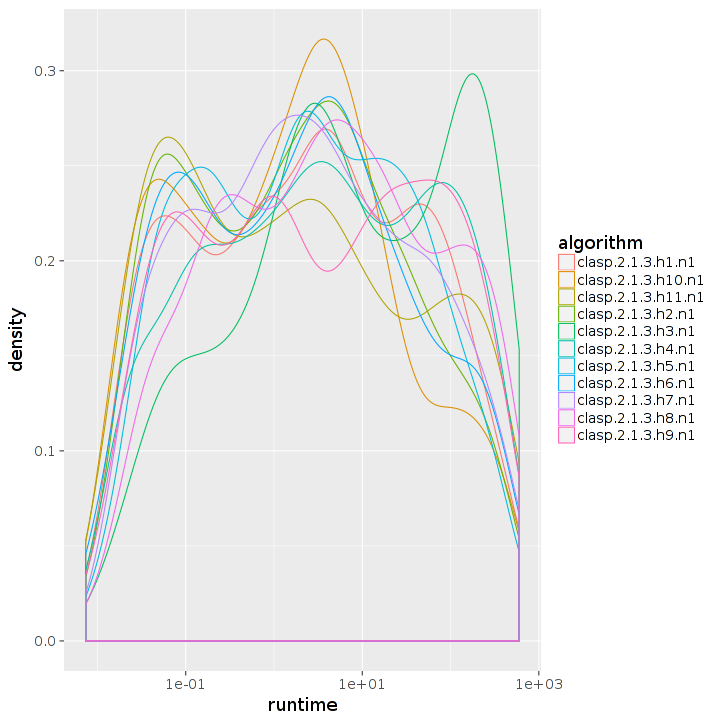 0.3
0.2
0.1
0.0
density
1e-01
1e+01
1e+03
runtime
algorithm
clasp.2.1.3.h1.n1
clasp.2.1.3.h10.n1
clasp.2.1.3.h11.n1
clasp.2.1.3.h2.n1
clasp.2.1.3.h3.n1
clasp.2.1.3.h4.n1
clasp.2.1.3.h5.n1
clasp.2.1.3.h6.n1
clasp.2.1.3.h7.n1
clasp.2.1.3.h8.n1
clasp.2.1.3.h9.n1